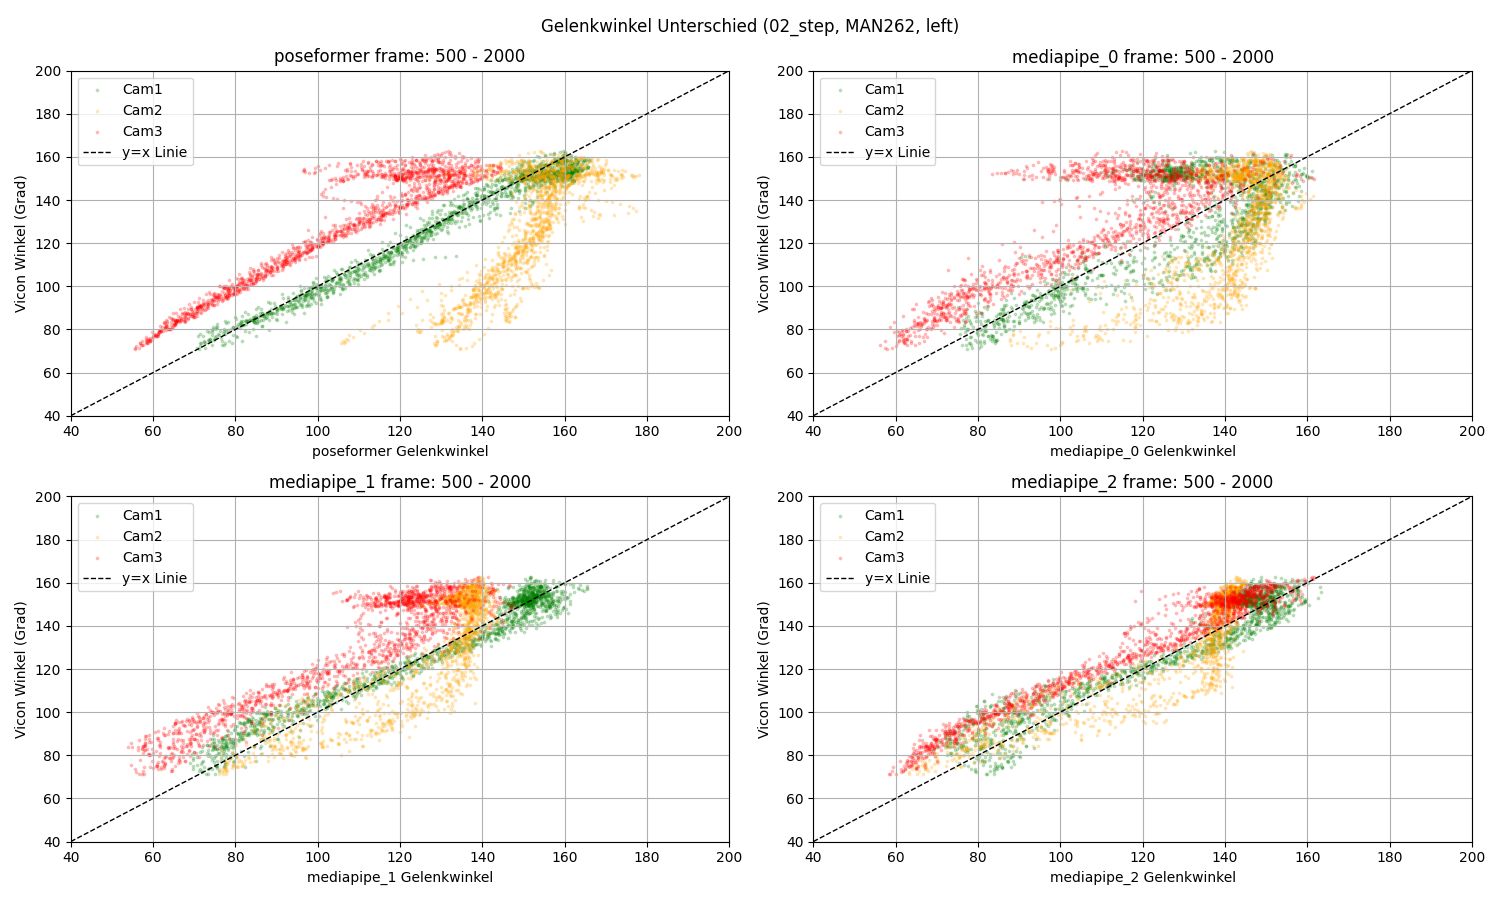 Gelenkwinkel Unterschied (02_step, MAN262, left)
poseformer frame: 500 - 2000
200
180
160
140
120
100
80
60
40
Vicon Winkel (Grad)
Cam1
Cam2
Cam3
y=x Linie
40 60 80 100 120 140 160 180 200
poseformer Gelenkwinkel
mediapipe_0 frame: 500 - 2000
200
180
160
140
120
100
80
60
40
Vicon Winkel (Grad)
Cam1
Cam2
Cam3
y=x Linie
40 60 80 100 120 140 160 180 200
mediapipe_0 Gelenkwinkel
mediapipe_1 frame: 500 - 2000
200
180
160
140
120
100
80
60
40
Vicon Winkel (Grad)
Cam1
Cam2
Cam3
y=x Linie
40 60 80 100 120 140 160 180 200
mediapipe_1 Gelenkwinkel
mediapipe_2 frame: 500 - 2000
200
180
160
140
120
100
80
60
40
Vicon Winkel (Grad)
Cam1
Cam2
Cam3
y=x Linie
40 60 80 100 120 140 160 180 200
mediapipe_2 Gelenkwinkel